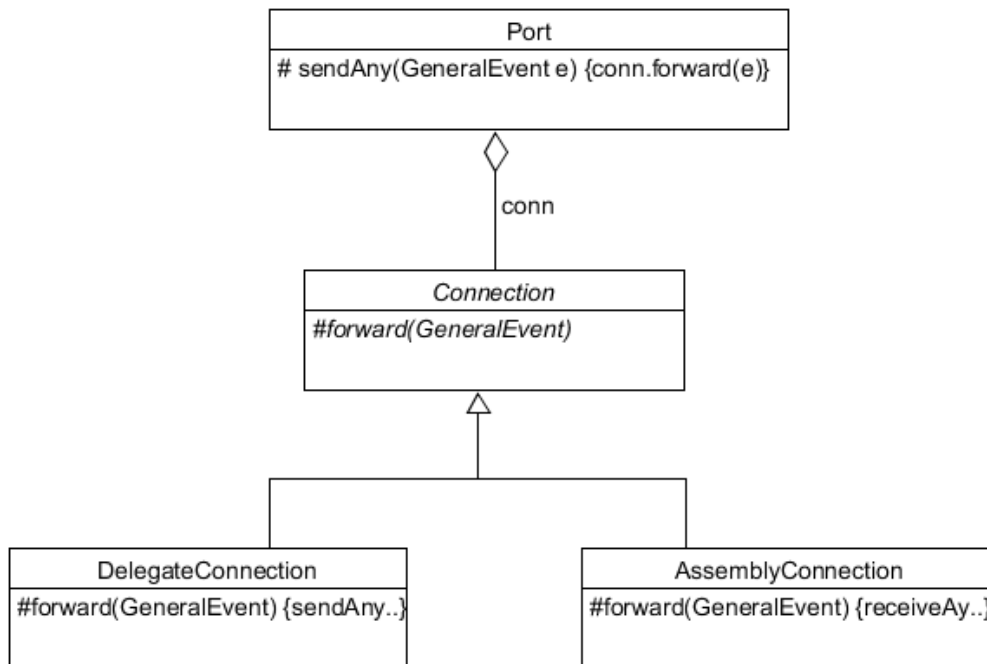 Port
# sendAny(GeneralEvent e) {conn.forward(e)}
conn
Connection
#forward(GeneralEvent)
DelegateConnection
#forward(GeneralEvent) {sendAny..}
AssemblyConnection
#forward(GeneralEvent) {receiveAy..}